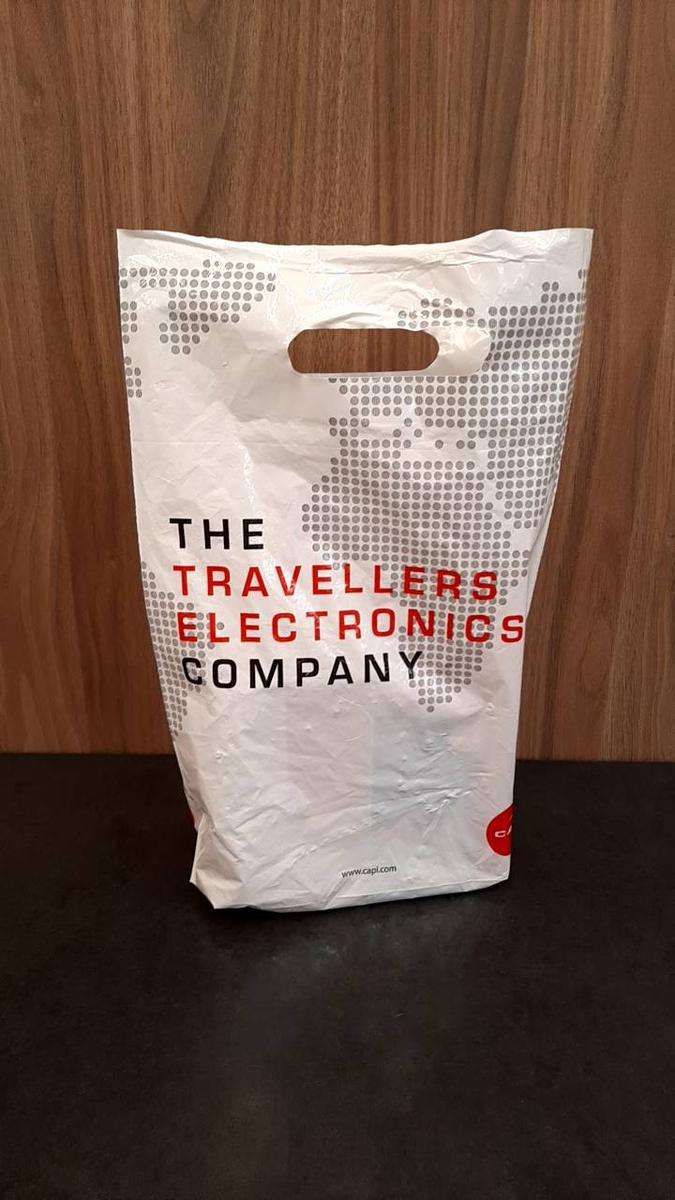 THE
TRAVELLERS
ELECTRONICS
COMPANY
www.capi.com